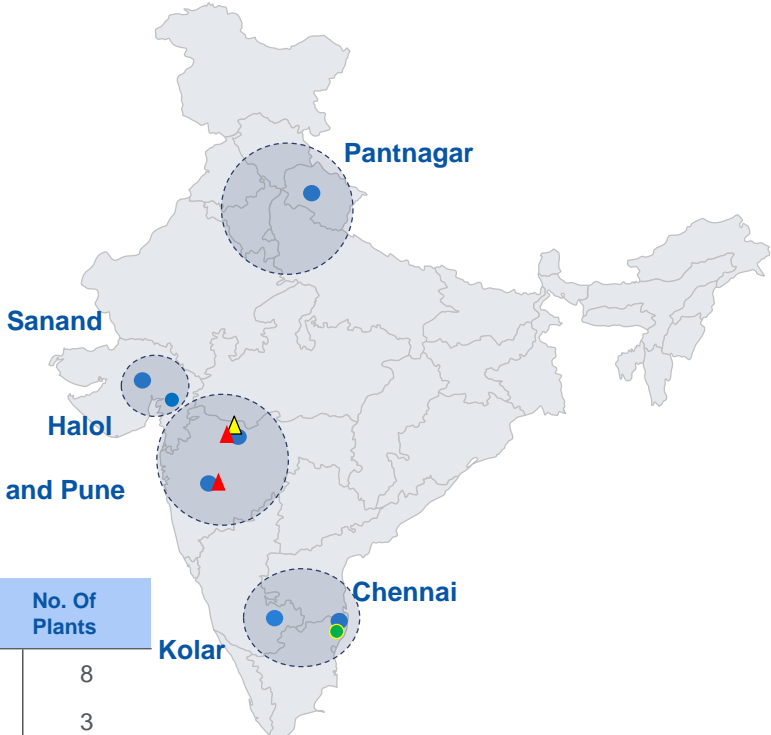 Pantnagar
Sanand
Halol
and Pune
Chennai
Kolar
No. Of
Plants
8
3